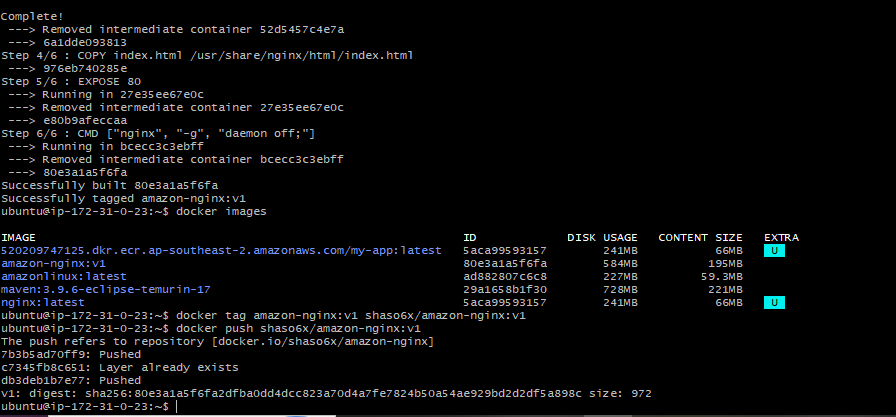 Complete!
 ---> Removed intermediate container 52d5457c4e7a
 ---> 6a1dde093813
Step 4/6 : COPY index.html /usr/share/nginx/html/index.html
 ---> 976eb740285e
Step 5/6 : EXPOSE 80
 ---> Running in 27e35ee67e0c
 ---> Removed intermediate container 27e35ee67e0c
 ---> e80b9afeccaa
Step 6/6 : CMD ["nginx", "-g", "daemon off;"]
 ---> Running in bcecc3c3ebff
 ---> Removed intermediate container bcecc3c3ebff
 ---> 80e3a1a5f6fa
Successfully built 80e3a1a5f6fa
Successfully tagged amazon-nginx:v1
ubuntu@ip-172-31-0-23:~$ docker images
IMAGE ID DISK USAGE CONTENT SIZE EXTRA
520209747125.dkr.ecr.ap-southeast-2.amazonaws.com/my-app:latest 5aca99593157 241MB 66MB U
amazon-nginx:v1 80e3a1a5f6fa 584MB 195MB
amazonlinux:latest ad882807c6c8 227MB 59.3MB
maven:3.9.6-eclipse-temurin-17 29a1658b1f30 728MB 221MB
nginx:latest 5aca99593157 241MB 66MB U
ubuntu@ip-172-31-0-23:~$ docker tag amazon-nginx:v1 shaso6x/amazon-nginx:v1
ubuntu@ip-172-31-0-23:~$ docker push shaso6x/amazon-nginx:v1
The push refers to repository [docker.io/shaso6x/amazon-nginx]
7b3b5ad70ff9: Pushed
c7345fb8c651: Layer already exists
db3deb1b7e77: Pushed
v1: digest: sha256:80e3a1a5f6fa2dfba0dd4dcc823a70d4a7fe7824b50a54ae929bd2d2df5a898c size: 972
ubuntu@ip-172-31-0-23:~$